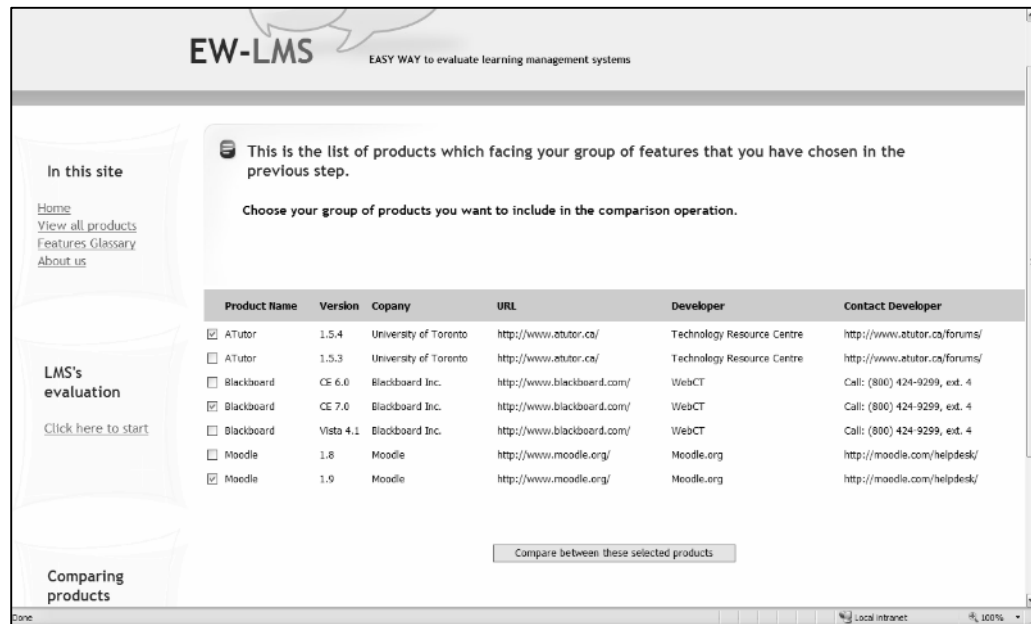 EW-LMS
EASY WAY to evaluate learning management systems
In this site
Home
View all products
Features Glassary
About us
LMS's
evaluation
Click here to start
Comparing
products
This is the list of products which facing your group of features that you have chosen in the
previous step.
Choose your group of products you want to include in the comparison operation.
Product Name Version Copany URL Developer Contact Developer
ATutor 1.5.4 University of Toronto http://www.atutor.ca/ Technology Resource Centre http://www.atutor.ca/forums/
ATutor 1.5.3 University of Toronto http://www.atutor.ca/ Technology Resource Centre http://www.atutor.ca/forums/
Blackboard CE 6.0 Blackboard Inc. http://www.blackboard.com/ WebCT Call: (800) 424-9299, ext. 4
Blackboard CE 7.0 Blackboard Inc. http://www.blackboard.com/ WebCT Call: (800) 424-9299, ext. 4
Blackboard Vista 4.1 Blackboard Inc. http://www.blackboard.com/ WebCT Call: (800) 424-9299, ext. 4
Moodle 1.8 Moodle http://www.moodle.org/ Moodle.org http://moodle.com/helpdesk/
Moodle 1.9 Moodle http://www.moodle.org/ Moodle.org http://moodle.com/helpdesk/
Compare between these selected products
Done Local intranet 100%